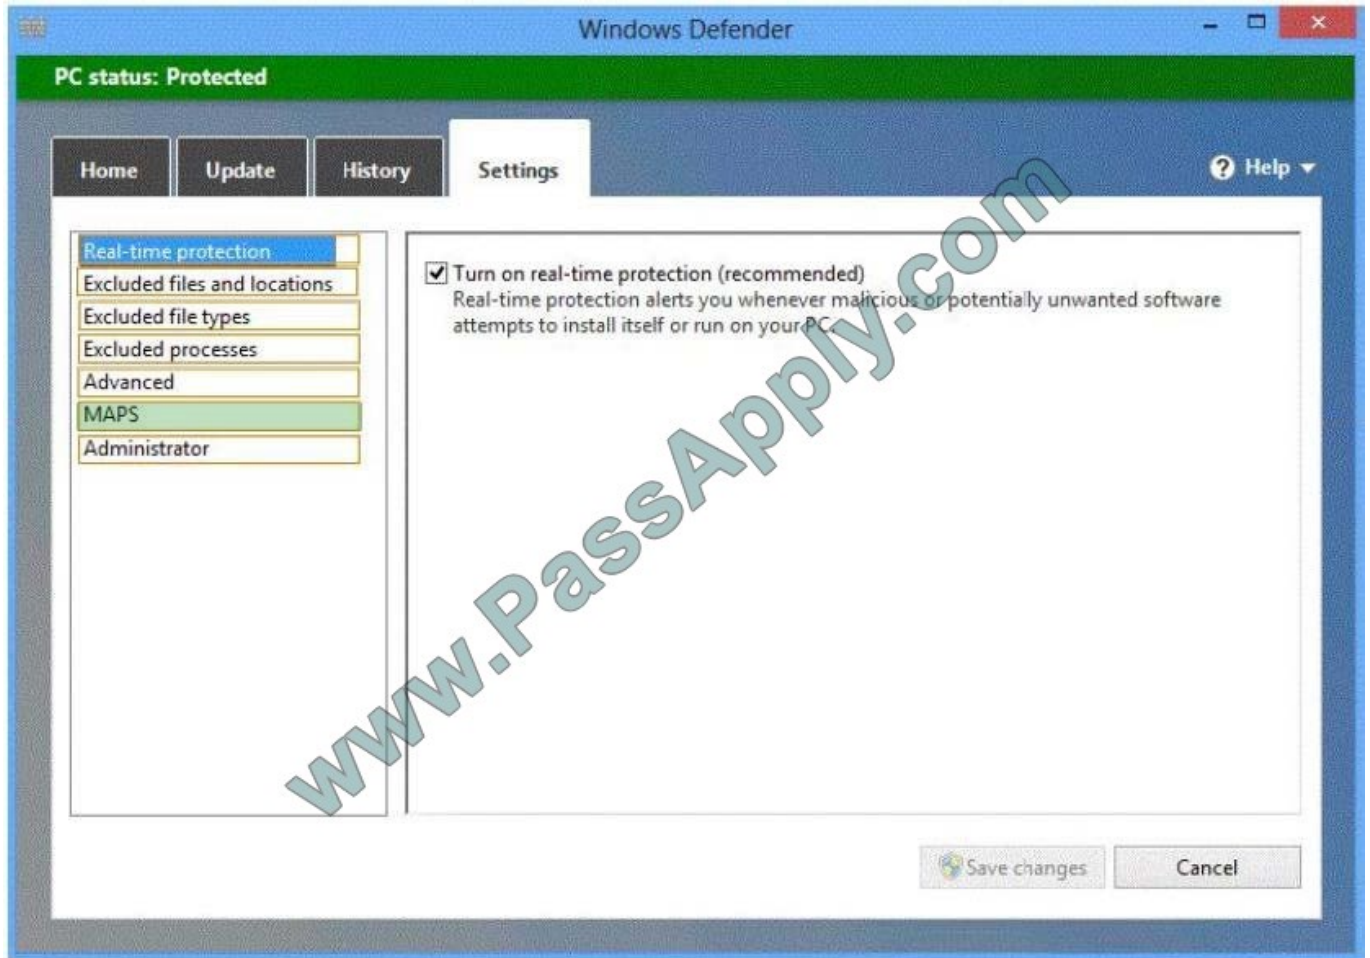 Windows Defender
PC status: Protected
Home
Update
History
Settings
? Help
Real-time protection
Excluded files and locations
Excluded file types
Excluded processes
Advanced
MAPS
Administrator
Turn on real-time protection (recommended)
Real-time protection alerts you whenever malicious or potentially unwanted software
attempts to install itself or run on your PC.
www.PassApply.com
Save changes
Cancel